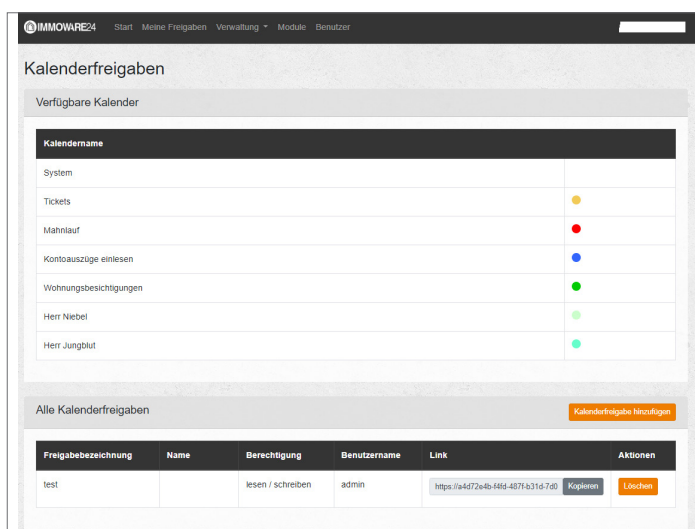 IMMOWARE24 Start Meine Freigaben Verwaltung Module Benutzer
Kalenderfreigaben
Verfügbare Kalender
Kalendername
System
Tickets
Mahnlauf
Kontoauszüge einlesen
Wohnungsbesichtigungen
Herr Niebel
Herr Jungblut
Alle Kalenderfreigaben Kalenderfreigabe hinzufügen
Freigabebezeichnung Name Berechtigung Benutzername Link Aktionen
test lesen / schreiben admin https://a4d72e4b-f4fd-487f-b31d-7d0 Kopieren Löschen